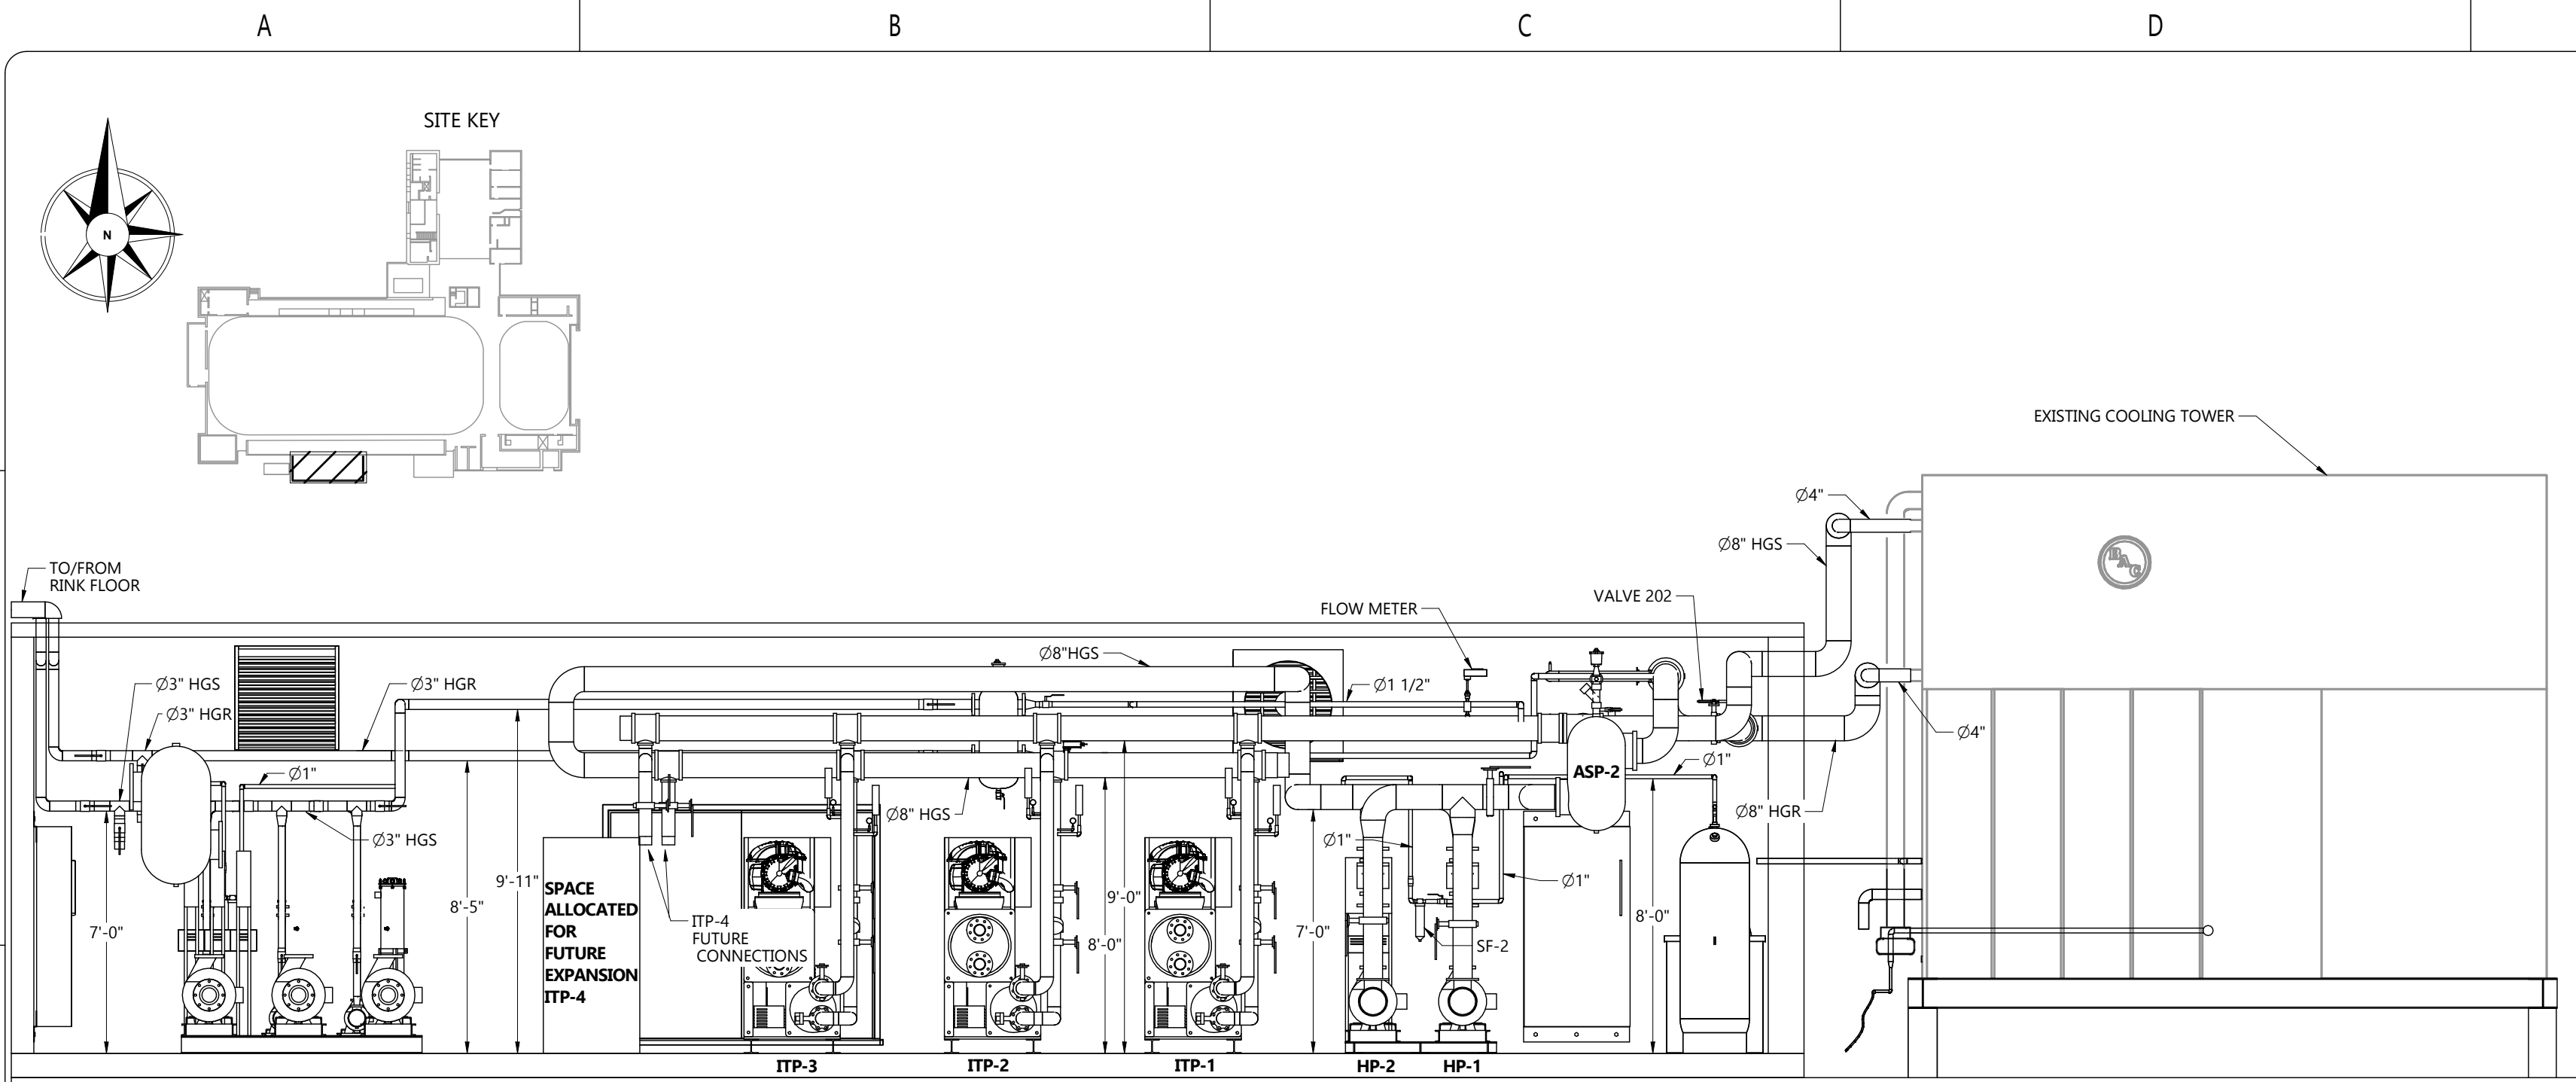 A
B
C
D
SITE KEY
N
EXISTING COOLING TOWER
Ø4"
Ø8" HGS
TO/FROM
RINK FLOOR
VALVE 202
FLOW METER
Ø8"HGS
Ø3" HGS
Ø3" HGR
Ø1 1/2"
Ø3" HGR
Ø4"
Ø1"
Ø1"
ASP-2
Ø8" HGS
Ø8" HGR
Ø3" HGS
Ø1"
Ø1"
9'-11"
SPACE
ALLOCATED
FOR
FUTURE
EXPANSION
ITP-4
8'-5"
7'-0"
ITP-4
FUTURE
CONNECTIONS
9'-0"
8'-0"
7'-0"
SF-2
8'-0"
BAC
ITP-3
ITP-2
ITP-1
HP-2
HP-1